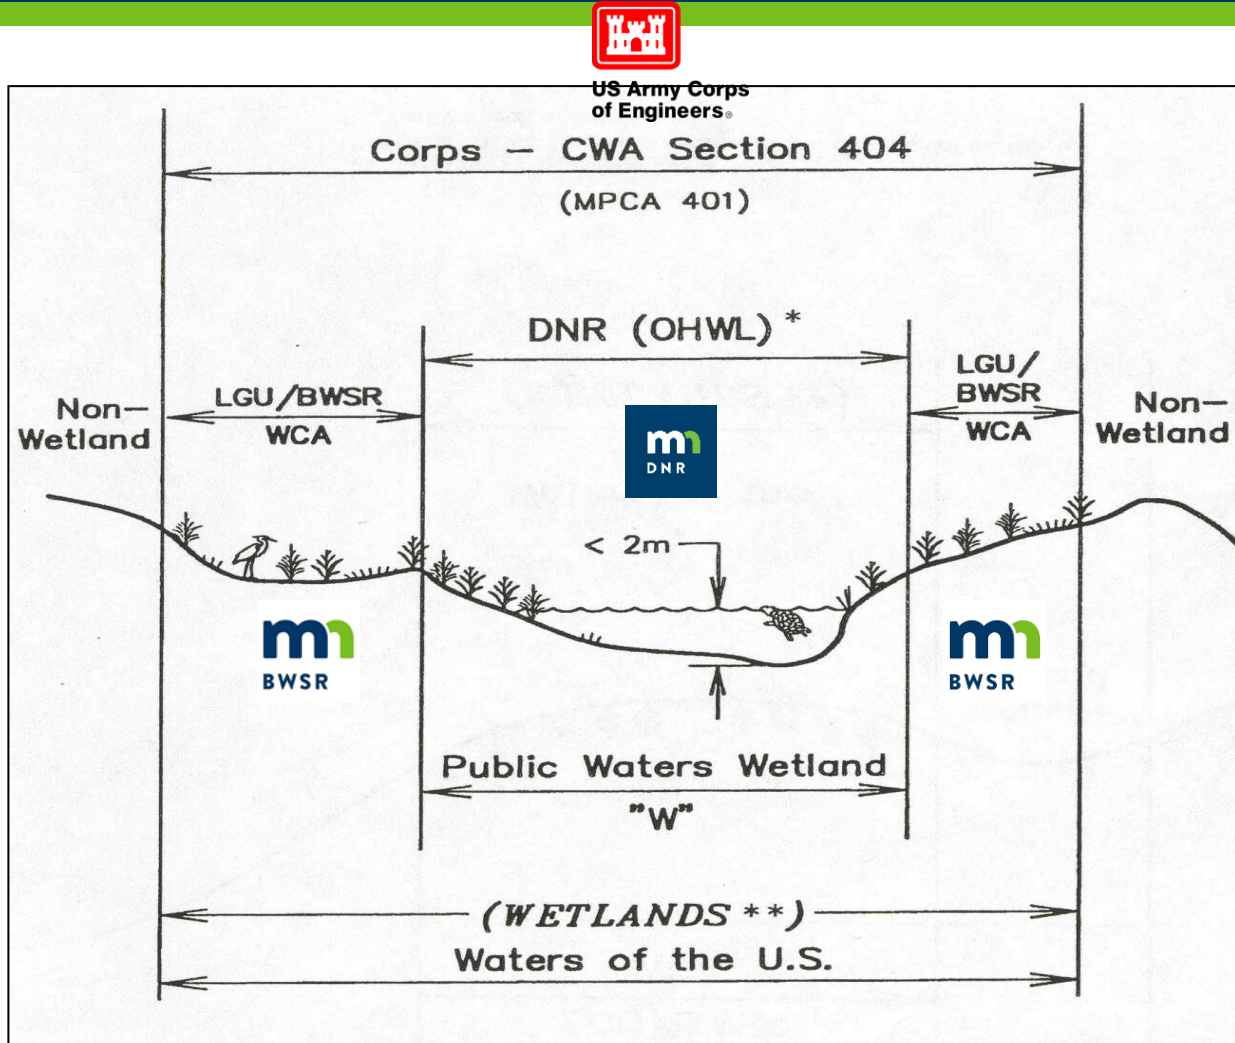 US Army Corps
of Engineers®
Corps – CWA Section 404
(MPCA 401)
DNR (OHWL)*
LGU/BWSR
WCA
LGU/
BWSR
WCA
Non-
Wetland
Non-
Wetland
mn
DNR
< 2m
mn
BWSR
mn
BWSR
Public Waters Wetland
"W"
(WETLANDS **)
Waters of the U.S.